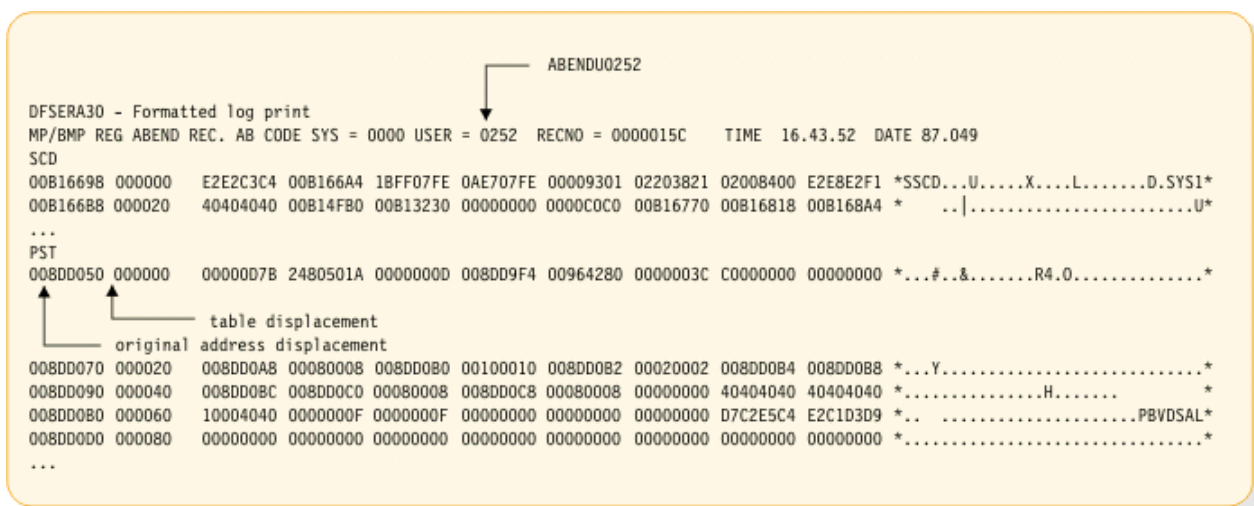 ABENDU0252
DFSERA30 - Formatted log print
MP/BMP REG ABEND REC. AB CODE SYS = 0000 USER = 0252 RECNO = 0000015C TIME 16.43.52 DATE 87.049
SCD
00B16698 000000 E2E2C3C4 00B166A4 1BFF07FE 0AE707FE 00009301 02203821 02008400 E2E8E2F1 *SSCD...U.....X....L.......D.SYS1*
00B166B8 000020 40404040 00B14FB0 00B13230 00000000 0000C0C0 00B16770 00B16818 00B168A4 * ..|........................U*
...
PST
008DD050 000000 00000D7B 2480501A 0000000D 008DD9F4 00964280 0000003C C0000000 00000000 *...#..&.......R4.O..............*
table displacement
original address displacement
008DD070 000020 008DD0A8 00080008 008DD0B0 00100010 008DD0B2 00020002 008DD0B4 008DD0B8 *...Y............................*
008DD090 000040 008DD0BC 008DD0C0 00080008 008DD0C8 00080008 00000000 40404040 40404040 *...............H....... *
008DD0B0 000060 10004040 0000000F 0000000F 00000000 00000000 00000000 D7C2E5C4 E2C1D3D9 *.. .....................PBVDSAL*
008DD0D0 000080 00000000 00000000 00000000 00000000 00000000 00000000 00000000 00000000 *................................*
...